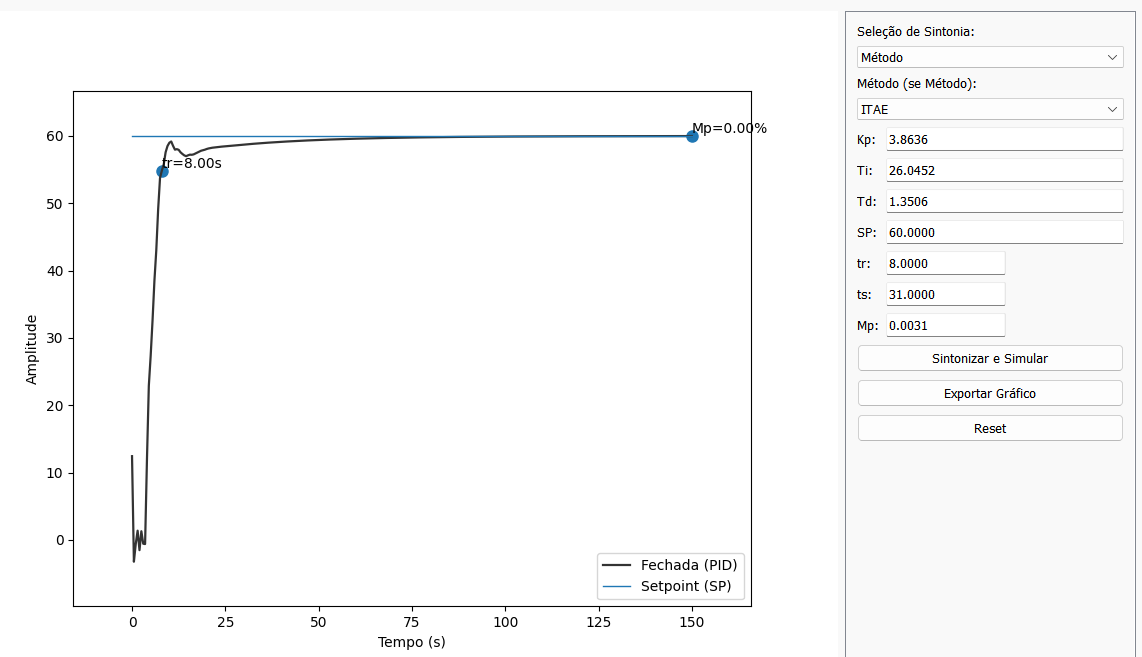 Seleção de Sintonia:
Método
Método (se Método):
ITAE
Kp: 3.8636
Ti: 26.0452
Td: 1.3506
SP: 60.0000
tr: 8.0000
ts: 31.0000
Mp: 0.0031
Sintonizar e Simular
Exportar Gráfico
Reset
Amplitude
60
50
40
30
20
10
0
Mp=0.00%
tr=8.00s
Fechada (PID)
Setpoint (SP)
0 25 50 75 100 125 150
Tempo (s)